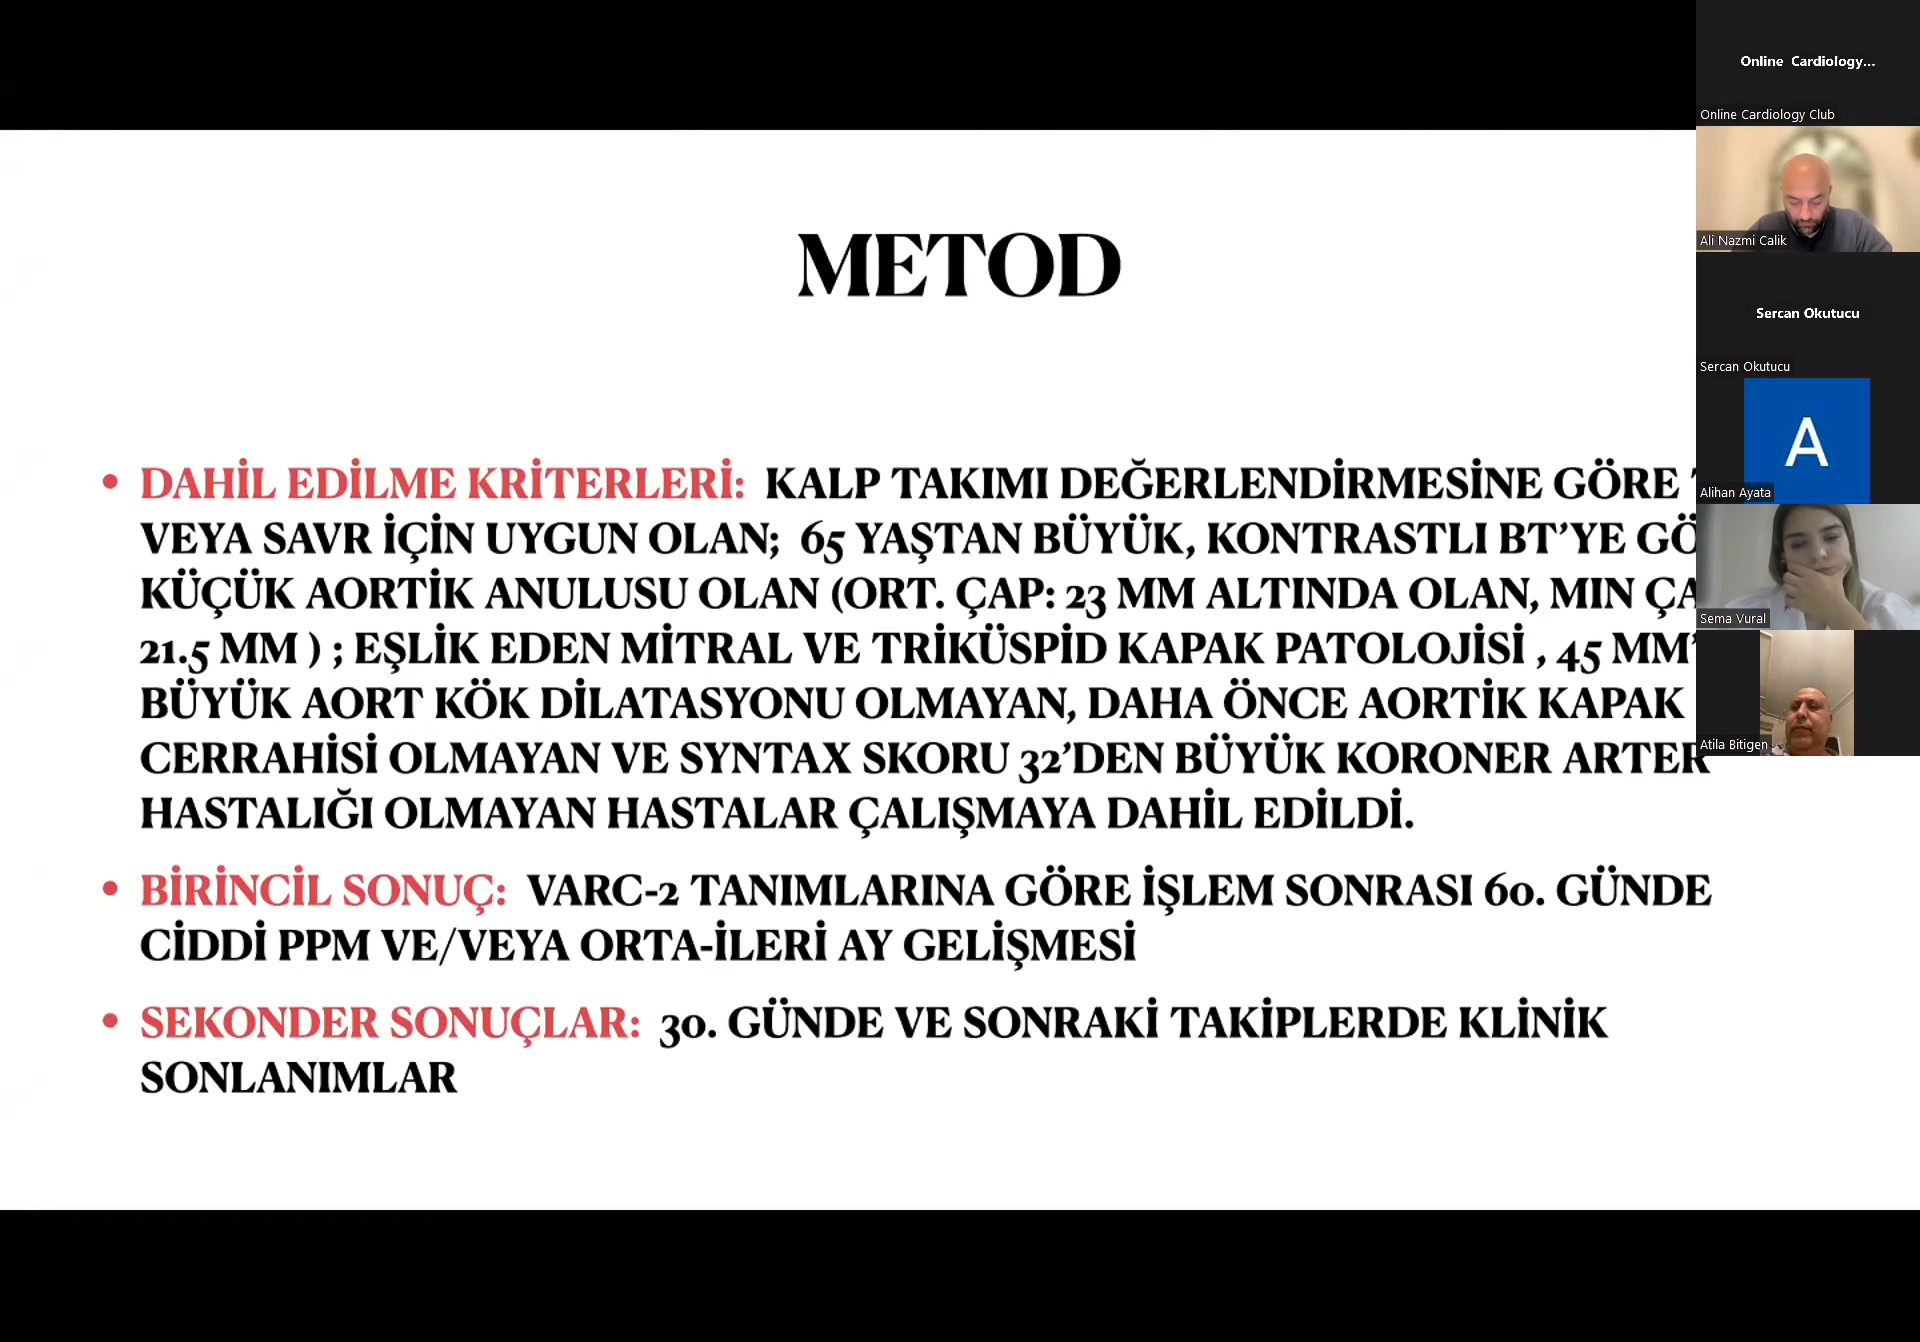 METOD
• DAHİL EDİLME KRİTERLERİ: KALP TAKIMI DEĞERLENDİRMESİNE GÖRE
VEYA SAVR İÇİN UYGUN OLAN; 65 YAŞTAN BÜYÜK, KONTRASTLI BT’YE
KÜÇÜK AORTİK ANULUSU OLAN (ORT. ÇAP: 23 MM ALTINDA OLAN, MIN
21.5 MM ) ; EŞLİK EDEN MİTRAL VE TRİKÜSPİD KAPAK PATOLOJİSİ , 45 MM’
BÜYÜK AORT KÖK DİLATASYONU OLMAYAN, DAHA ÖNCE AORTİK KAPAK
CERRAHİSİ OLMAYAN VE SYNTAX SKORU 32’DEN BÜYÜK KORONER ARTER
HASTALIĞI OLMAYAN HASTALAR ÇALIŞMAYA DAHİL EDİLDİ.
• BİRİNCİL SONUÇ: VARC-2 TANIMLARINA GÖRE İŞLEM SONRASI 60. GÜNDE
CİDDİ PPM VE/VEYA ORTA-İLERİ AY GELİŞMESİ
• SEKONDER SONUÇLAR: 30. GÜNDE VE SONRAKİ TAKİPLERDE KLİNİK
SONLANIMLAR
Online Cardiology...
Online Cardiology Club
Ali Nazmi Calik
Sercan Okutucu
Sercan Okutucu
A
Alihan Ayata
Sema Vural
Atila Bitigen